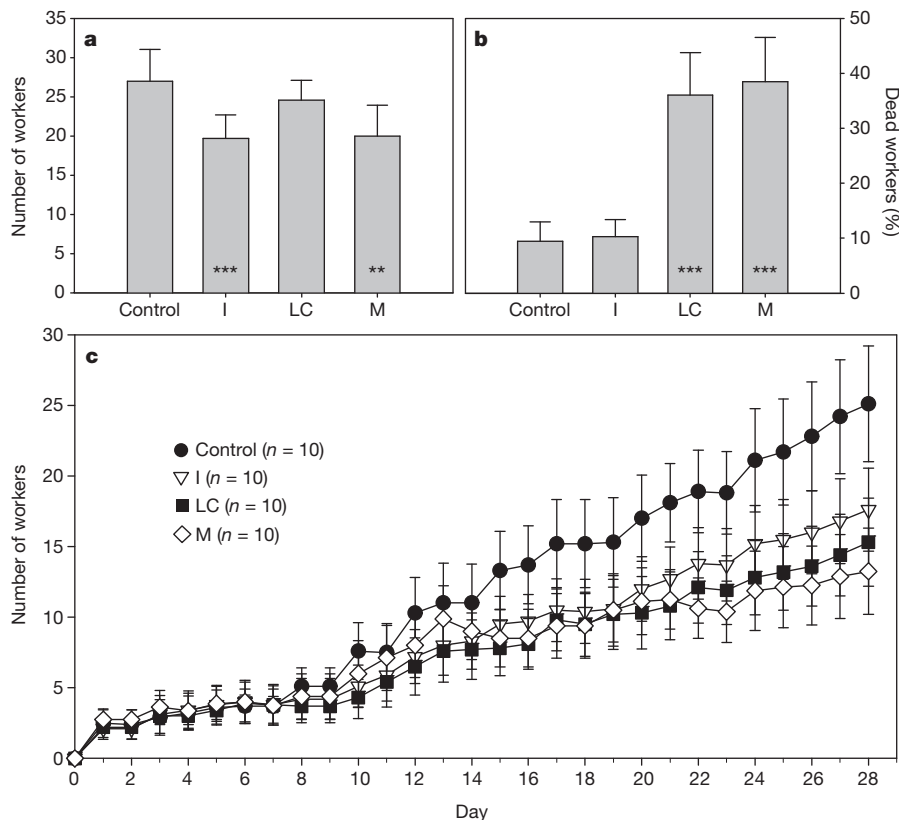 a
Number of workers
35
30
25
20
15
10
5
0
***
**
Control I LC M
b
Dead workers (%)
50
40
30
20
10
0
***
***
Control I LC M
c
Number of workers
30
25
20
15
10
5
0
Control (n = 10)
I (n = 10)
LC (n = 10)
M (n = 10)
0 2 4 6 8 10 12 14 16 18 20 22 24 26 28
Day